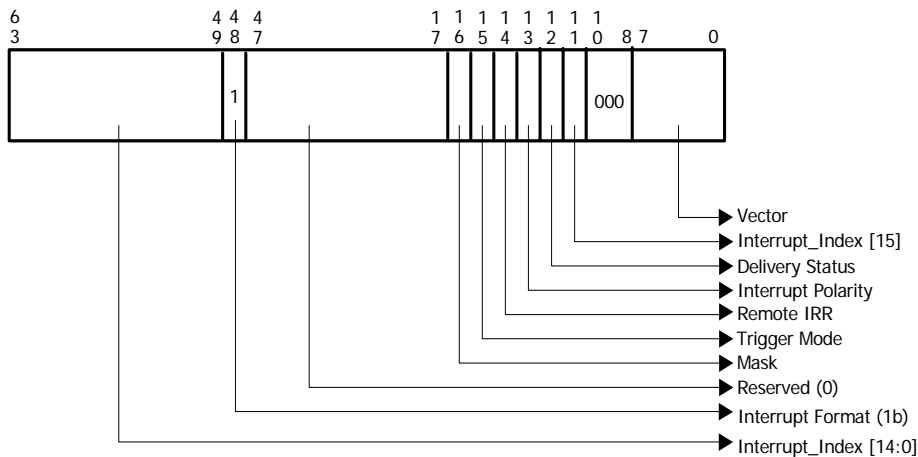 6 4 4 4 1 1 1 1 1 1 1 1
3 9 8 7 7 6 5 4 3 2 1 0 8 7 0
1
000
Vector
Interrupt_Index [15]
Delivery Status
Interrupt Polarity
Remote IRR
Trigger Mode
Mask
Reserved (0)
Interrupt Format (1b)
Interrupt_Index [14:0]